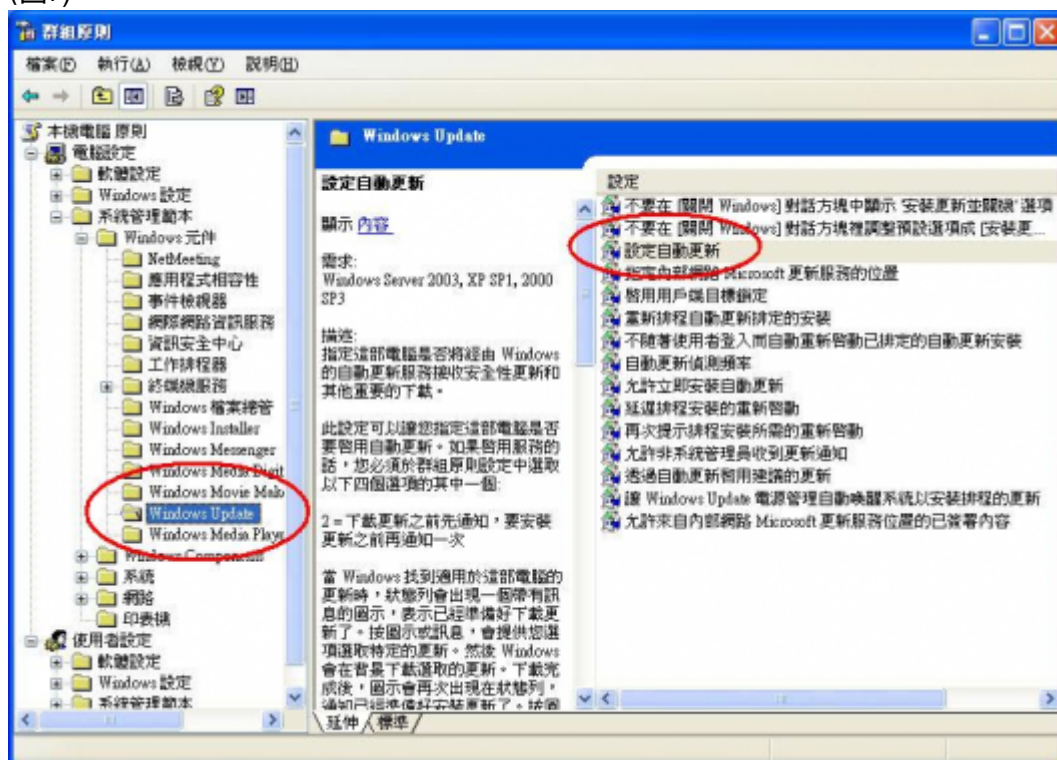 群組原則
檔案(F) 執行(A) 檢視(V) 說明(H)
本機電腦 原則
電腦設定
軟體設定
Windows 設定
系統管理範本
Windows 元件
NetMeeting
應用程式相容性
事件檢視器
網際網路資訊服務
資訊安全中心
工作排程器
終端機服務
Windows 檔案總管
Windows Installer
Windows Messenger
Windows Media Digit
Windows Movie Mak
Windows Update
Windows Media Playe
Windows Component
系統
網路
印表機
使用者設定
軟體設定
Windows 設定
系統管理範本
Windows Update
設定自動更新
顯示 內容
需求:
Windows Server 2003, XP SP1, 2000
SP3
描述:
指定這部電腦是否將經由 Windows
的自動更新服務接收安全性更新和
其他重要的下載。
此設定可以讓您指定這部電腦是否
要啓用自動更新。如果啓用服務的
話，您必須於群組原則設定中選取
以下四個選項的其中一個:
2 = 下載更新之前先通知，要安裝
更新之前再通知一次
當 Windows 找到適用於這部電腦的
更新時，狀態列會出現一個帶有訊
息的圖示，表示已經準備好下載更
新了。按圖示或訊息，會提供您選
項選取特定的更新。然後 Windows
會在背景下載選取的更新。下載完
成後，圖示會再次出現在狀態列，
通知已經準備好安裝更新了。按圖
設定
不要在 [關閉 Windows] 對話方塊中顯示 '安裝更新並關機' 選項
不要在 [關閉 Windows] 對話方塊裡調整預設選項成 [安裝更...
設定自動更新
指定內部網路 Microsoft 更新服務的位置
啓用用戶端目標鎖定
重新排程自動更新排定的安裝
不隨著使用者登入而自動重新啓動已排定的自動更新安裝
自動更新偵測頻率
允許立即安裝自動更新
延遲排程安裝的重新啓動
再次提示排程安裝所需的重新啓動
允許非系統管理員收到更新通知
透過自動更新啓用建議的更新
讓 Windows Update 電源管理自動喚醒系統以安裝排程的更新
允許來自內部網路 Microsoft 更新服務位置的已簽署內容
延伸 標準